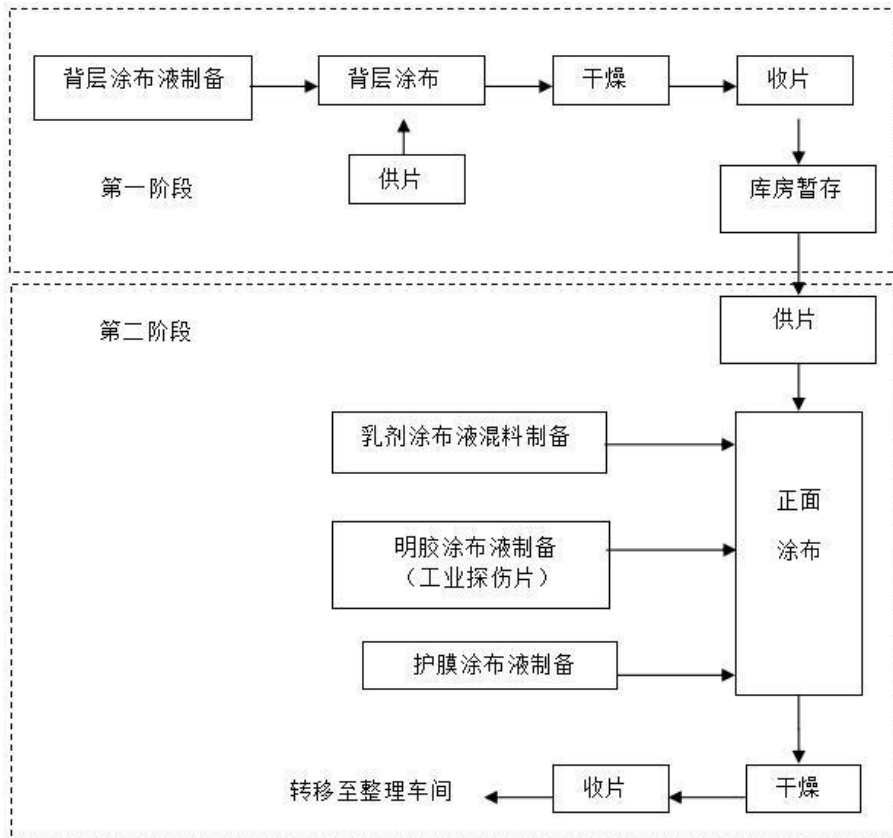 背层涂布液制备
背层涂布
干燥
收片
供片
第一阶段
库房暂存
第二阶段
供片
乳剂涂布液混料制备
正面
涂布
明胶涂布液制备
（工业探伤片）
护膜涂布液制备
转移至整理车间
收片
干燥